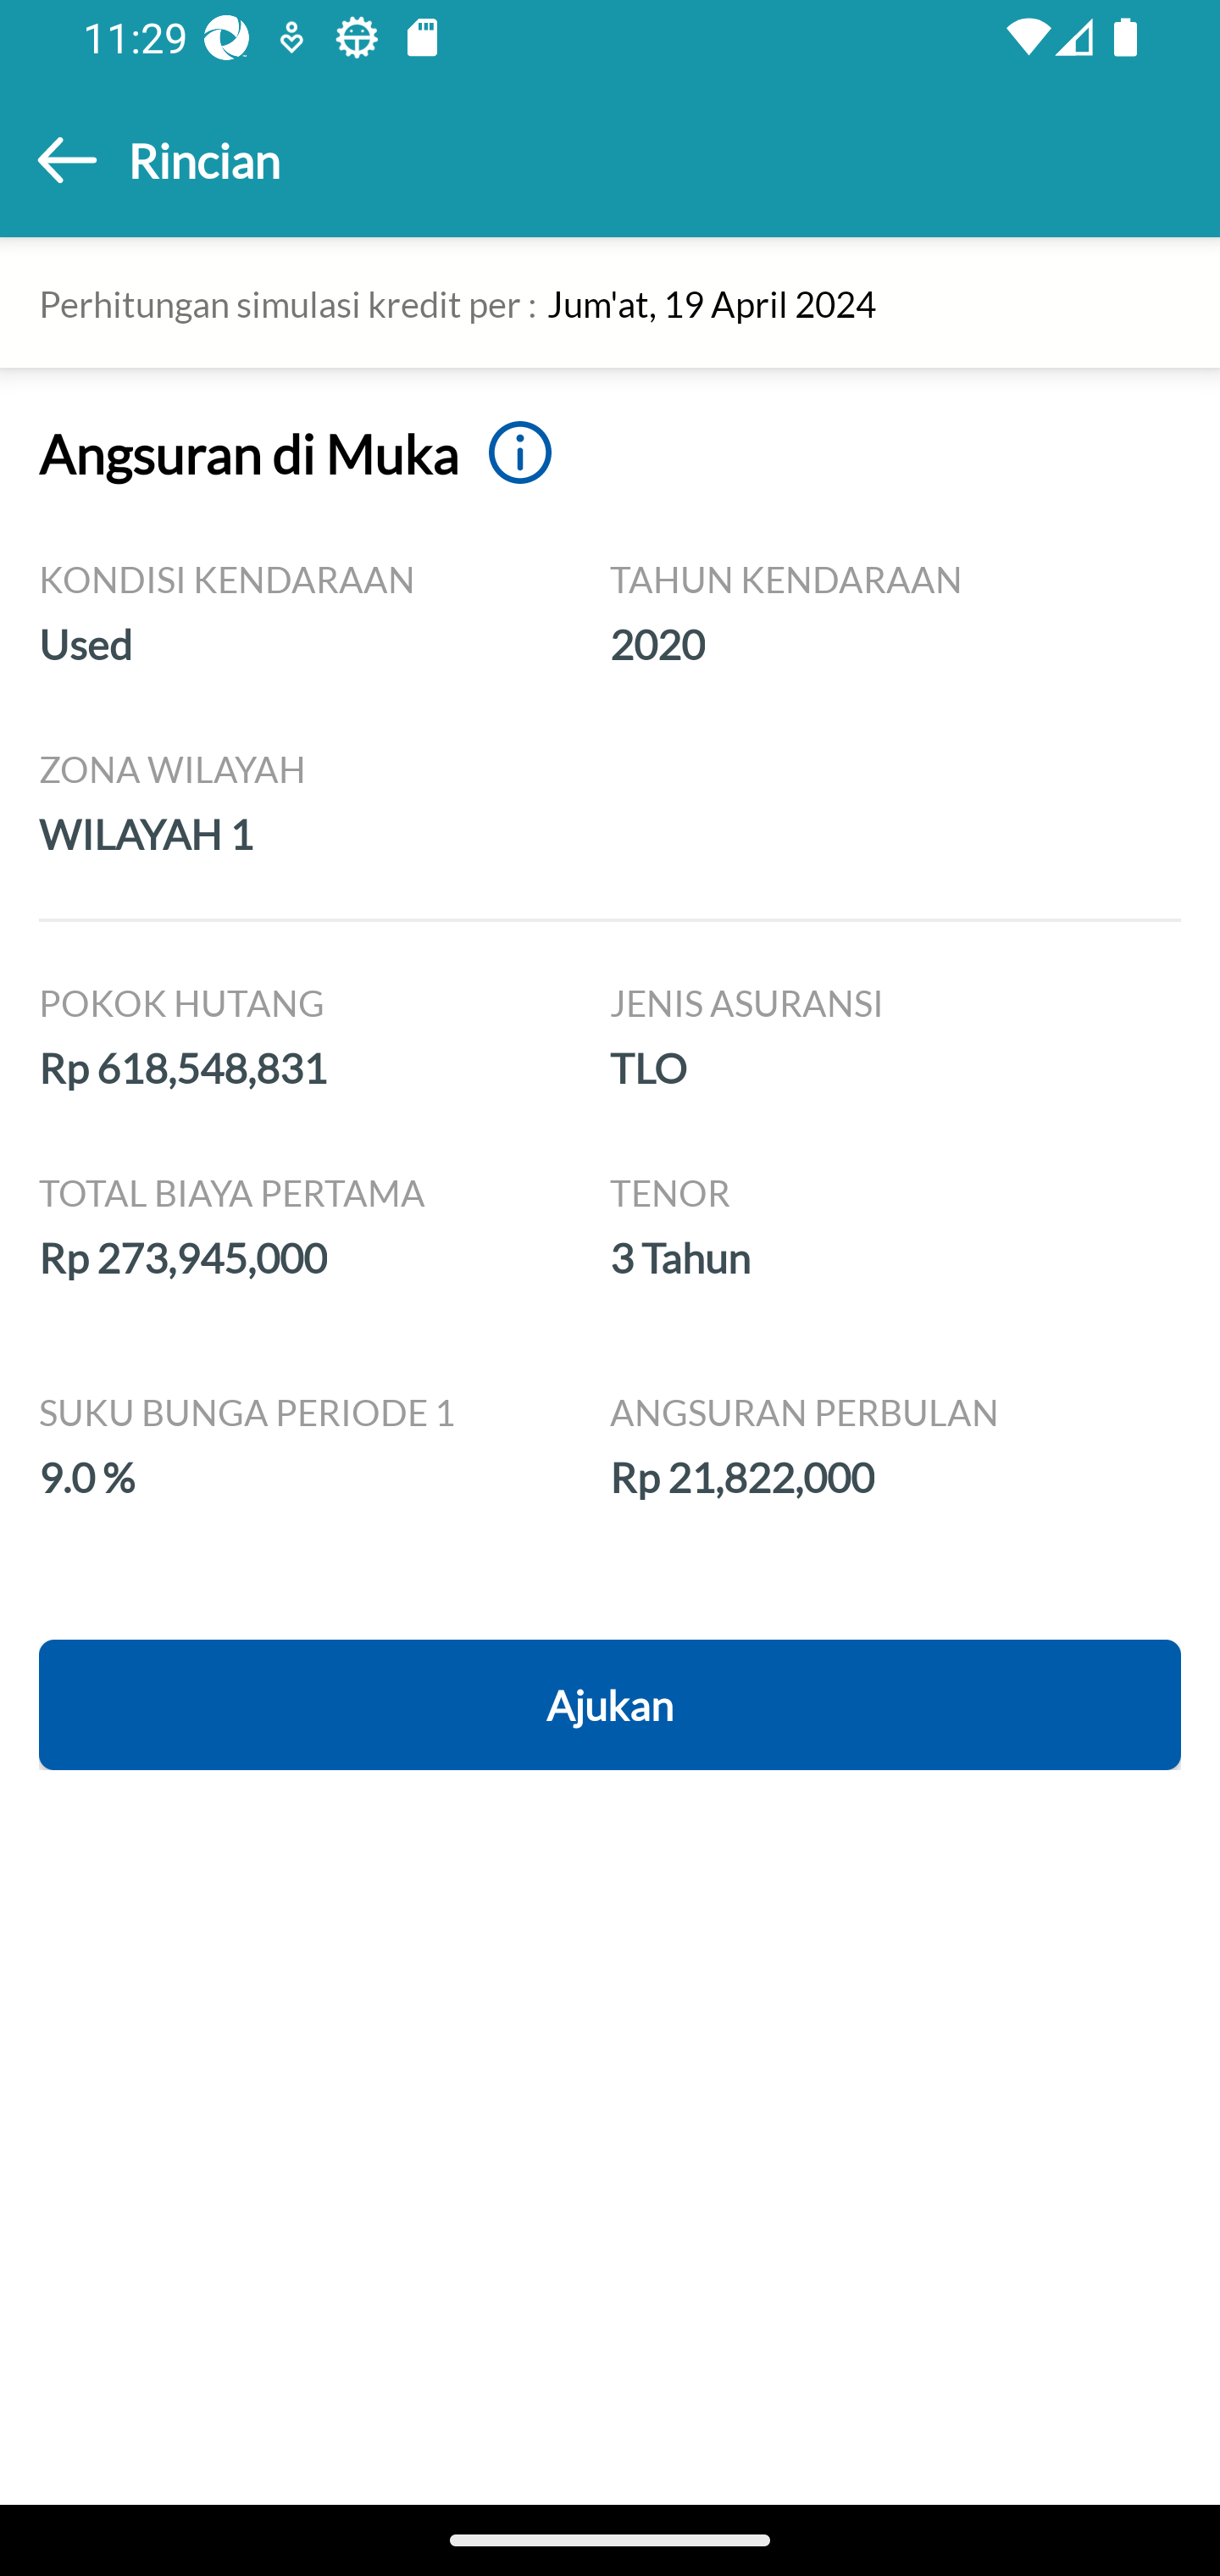 11:29
Rincian
Perhitungan simulasi kredit per : Jum'at, 19 April 2024
Angsuran di Muka
KONDISI KENDARAAN
Used
TAHUN KENDARAAN
2020
ZONA WILAYAH
WILAYAH 1
POKOK HUTANG
Rp 618,548,831
JENIS ASURANSI
TLO
TOTAL BIAYA PERTAMA
Rp 273,945,000
TENOR
3 Tahun
SUKU BUNGA PERIODE 1
9.0 %
ANGSURAN PERBULAN
Rp 21,822,000
Ajukan